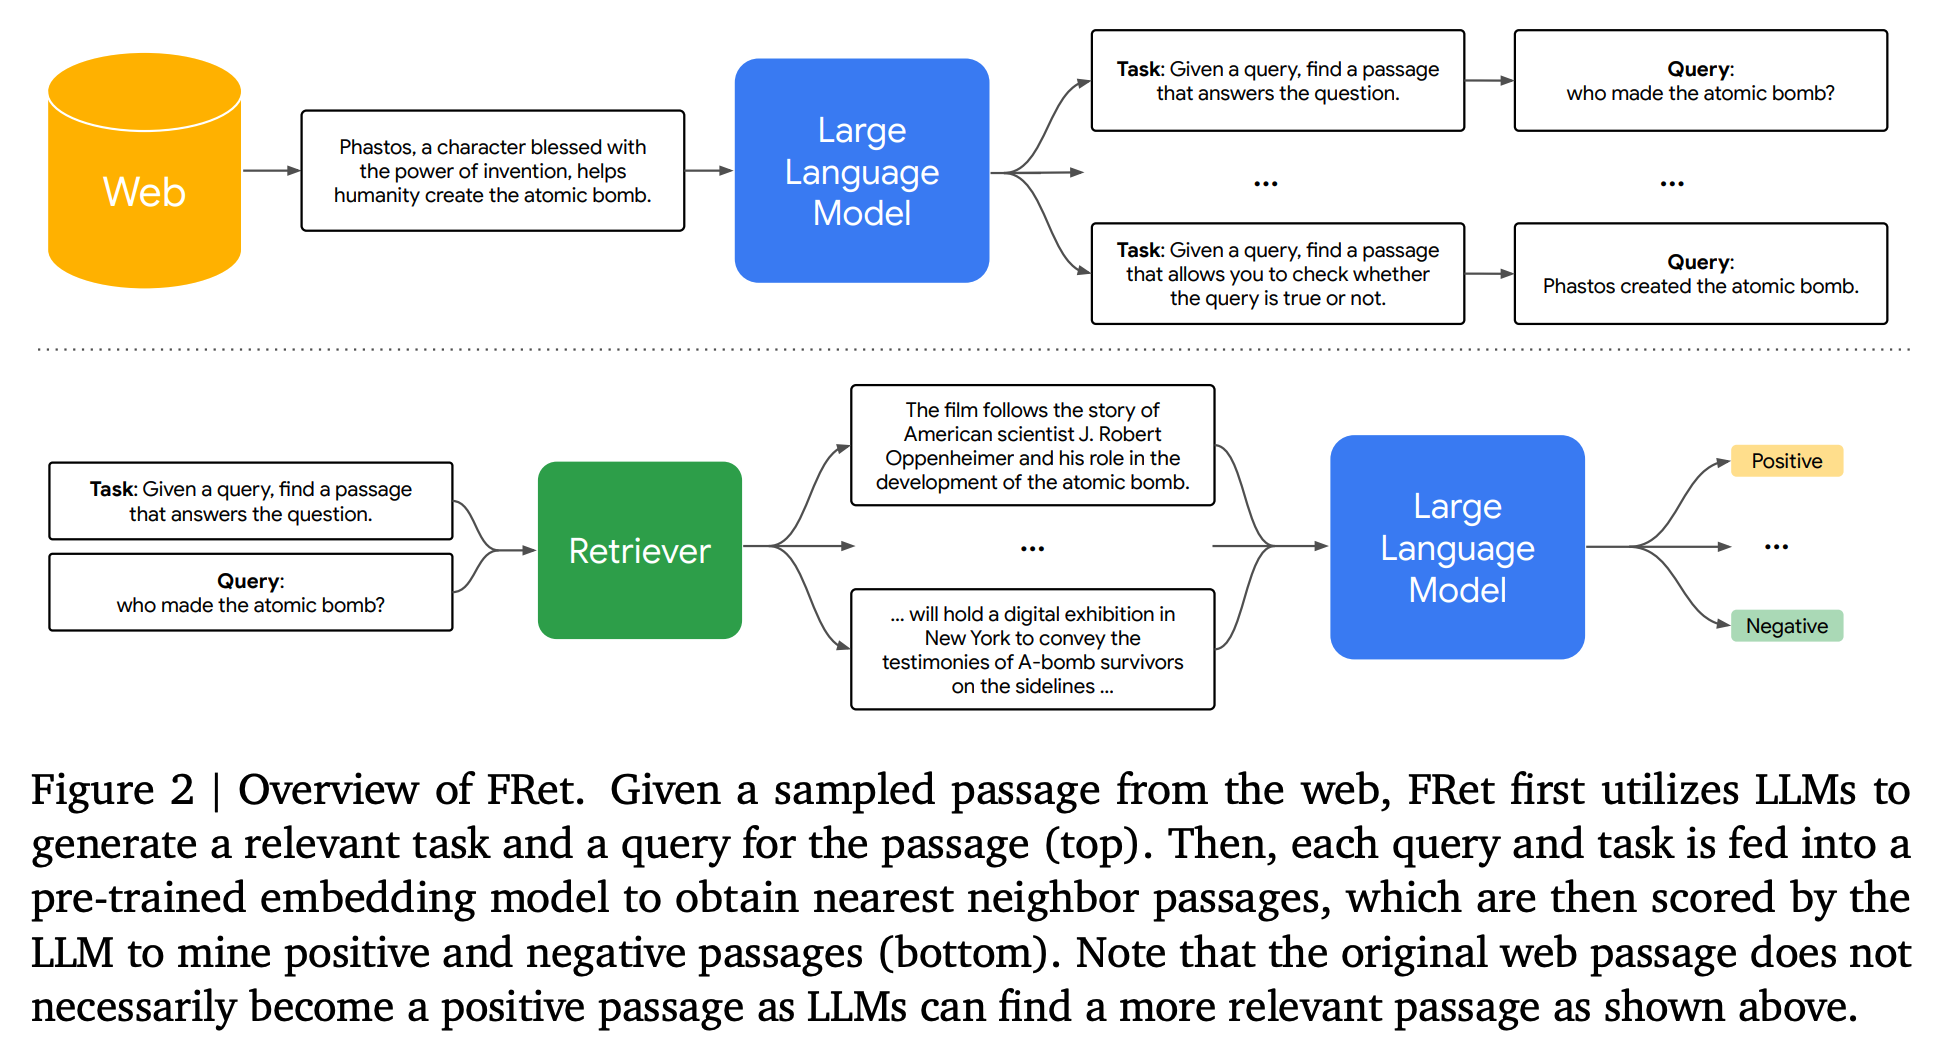 Web
Phastos, a character blessed with
the power of invention, helps
humanity create the atomic bomb.
Large
Language
Model
Task: Given a query, find a passage
that answers the question.
Query:
who made the atomic bomb?
...
...
Task: Given a query, find a passage
that allows you to check whether
the query is true or not.
Query:
Phastos created the atomic bomb.
Task: Given a query, find a passage
that answers the question.
Query:
who made the atomic bomb?
Retriever
The film follows the story of
American scientist J. Robert
Oppenheimer and his role in the
development of the atomic bomb.
...
... will hold a digital exhibition in
New York to convey the
testimonies of A-bomb survivors
on the sidelines ...
Large
Language
Model
Positive
...
Negative
Figure 2 | Overview of FRet. Given a sampled passage from the web, FRet first utilizes LLMs to
generate a relevant task and a query for the passage (top). Then, each query and task is fed into a
pre-trained embedding model to obtain nearest neighbor passages, which are then scored by the
LLM to mine positive and negative passages (bottom). Note that the original web passage does not
necessarily become a positive passage as LLMs can find a more relevant passage as shown above.